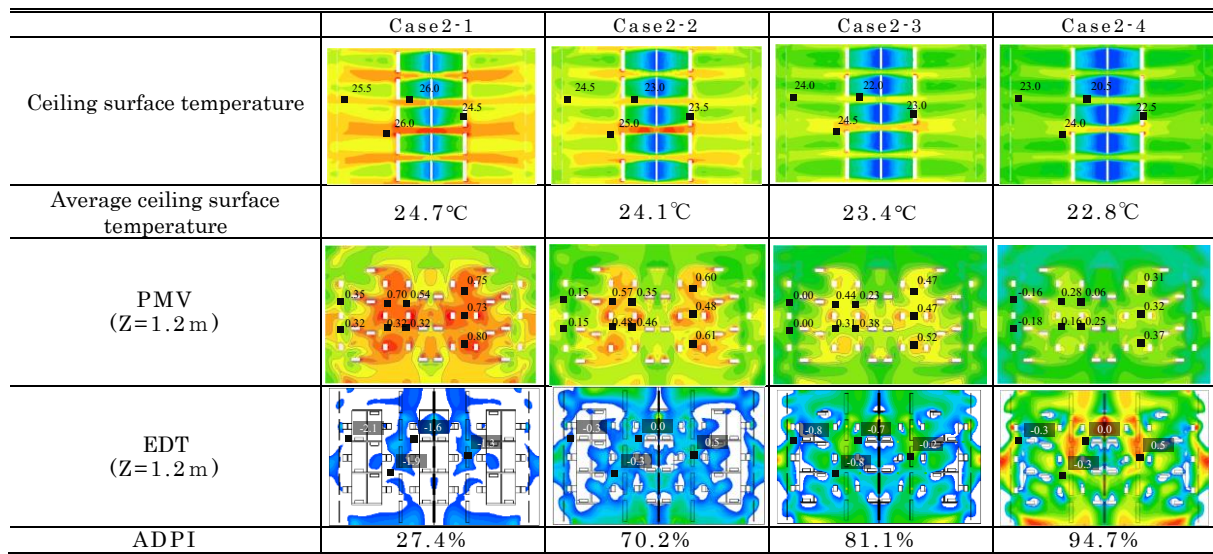 Case2-1 Case2-2 Case2-3 Case2-4
Ceiling surface temperature
25.5 26.0 24.5 26.0
24.5 23.0 23.5 25.0
24.0 22.0 23.0 24.5
23.0 20.5 22.5 24.0
Average ceiling surface
temperature
24.7℃ 24.1℃ 23.4℃ 22.8℃
PMV
(Z=1.2m)
0.75
0.35 0.70 0.54
0.73
0.32 0.32 0.32
0.80
0.60
0.15 0.57 0.35
0.48
0.15 0.48 0.46
0.61
0.47
0.00 0.44 0.23
0.47
0.00 0.31 0.38
0.52
0.31
-0.16 0.28 0.06
0.32
-0.18 0.16 0.25
0.37
EDT
(Z=1.2m)
-2.1 -1.6
-1.9
-0.3 0.0
0.5
-0.3
-0.8 -0.7
-0.2
-0.8
-0.3 0.0
0.5
-0.3
ADPI
27.4% 70.2% 81.1% 94.7%